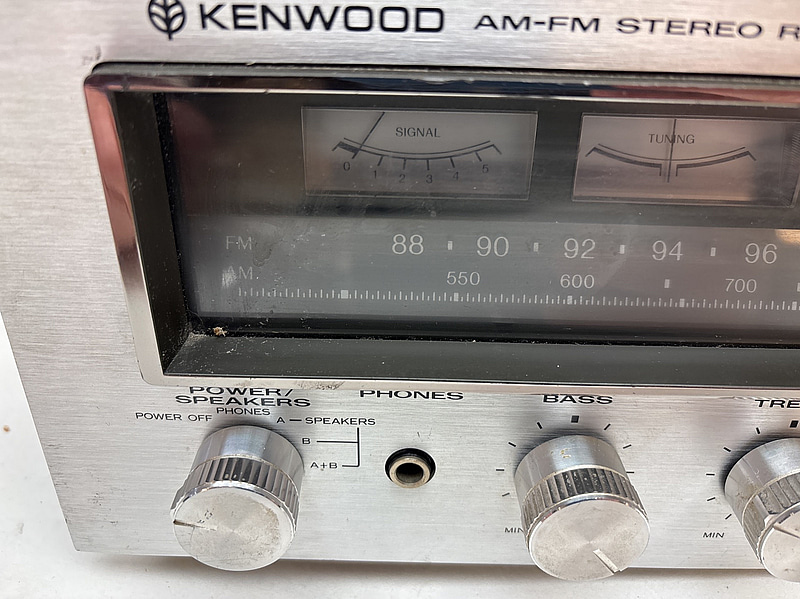 KENWOOD AM-FM STEREO R
SIGNAL
0 1 2 3 4 5
TUNING
FM 88 90 92 94 96
AM 550 600 700
POWER/
SPEAKERS
POWER OFF PHONES A SPEAKERS
B
A+B
PHONES
BASS
MIN
TRE
MIN